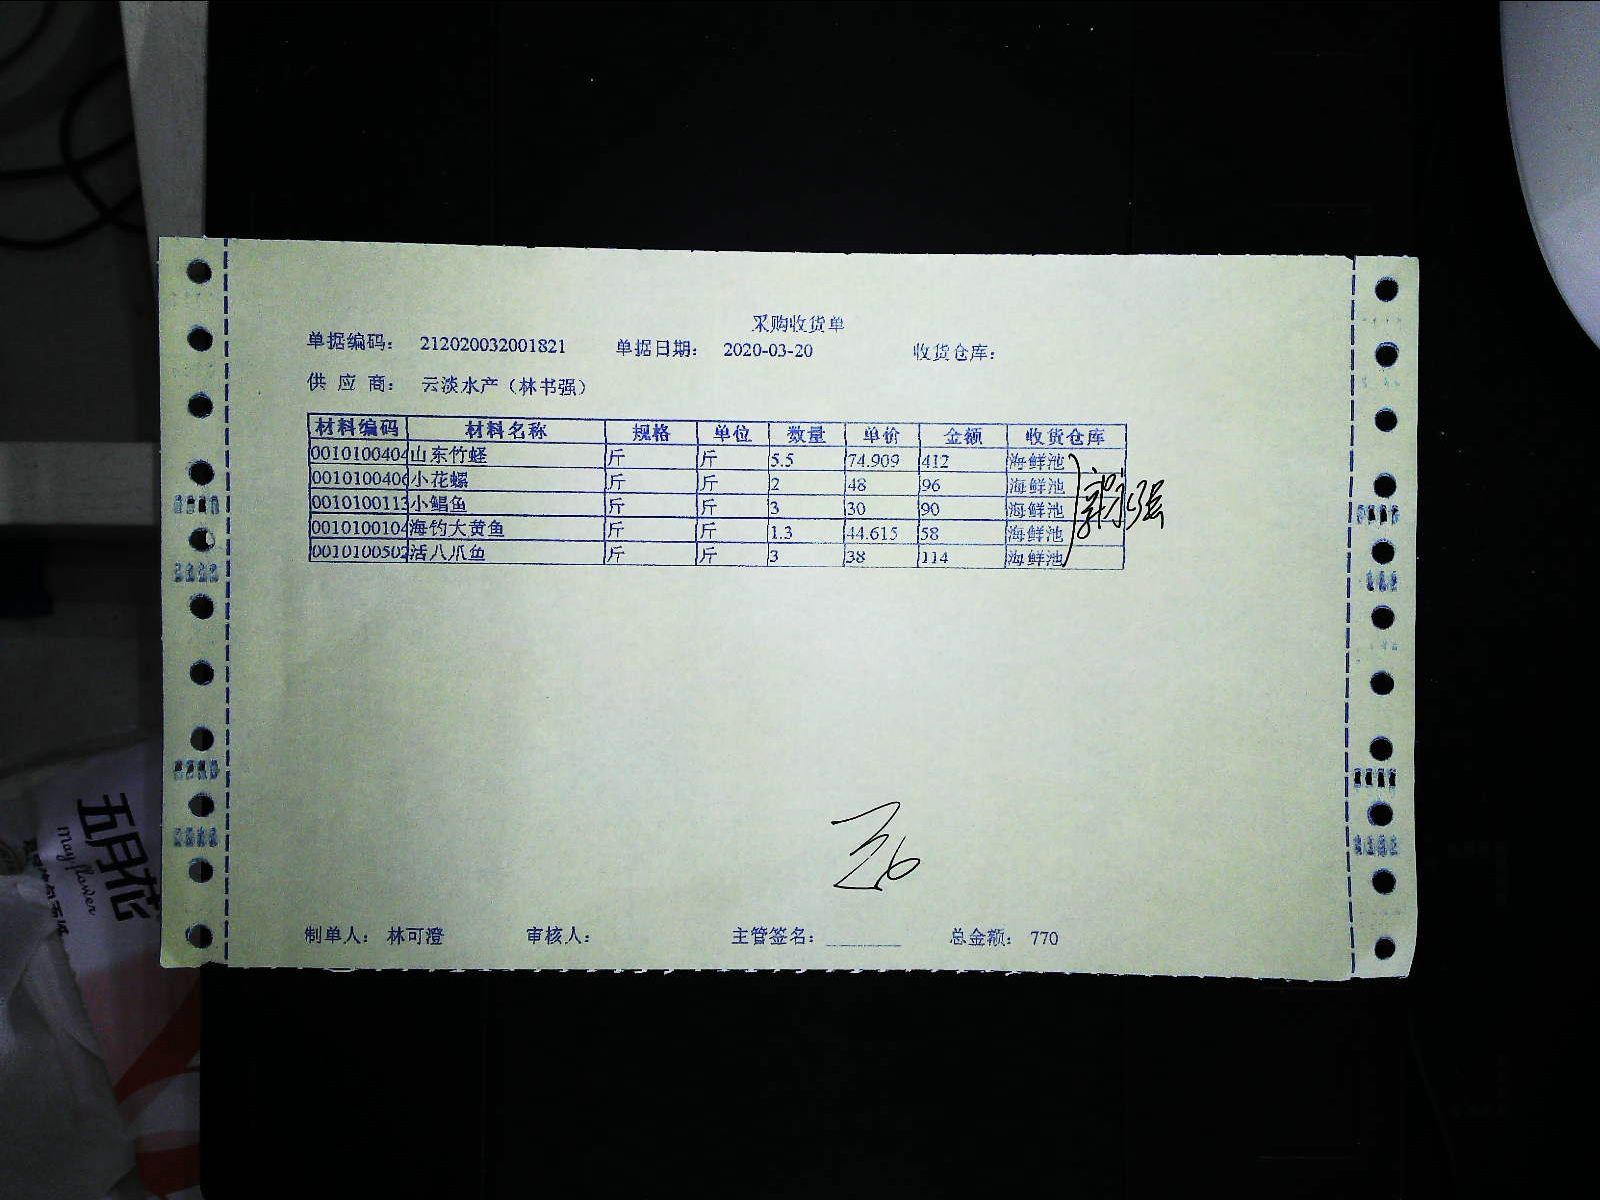 采购收货单
单据编码： 212020032001821 单据日期： 2020-03-20 收货仓库：
供 应 商： 云淡水产（林书强）
材料编码 材料名称 规格 单位 数量 单价 金额 收货仓库
0010100404 山东竹蛏 斤 斤 5.5 74.909 412 海鲜池
0010100406 小花螺 斤 斤 2 48 96 海鲜池
0010100113 小鲳鱼 斤 斤 3 30 90 海鲜池
0010100104 海钓大黄鱼 斤 斤 1.3 44.615 58 海鲜池
0010100502 活八爪鱼 斤 斤 3 38 114 海鲜池
制单人： 林可澄 审核人： 主管签名： 总金额： 770
五月花
May flower